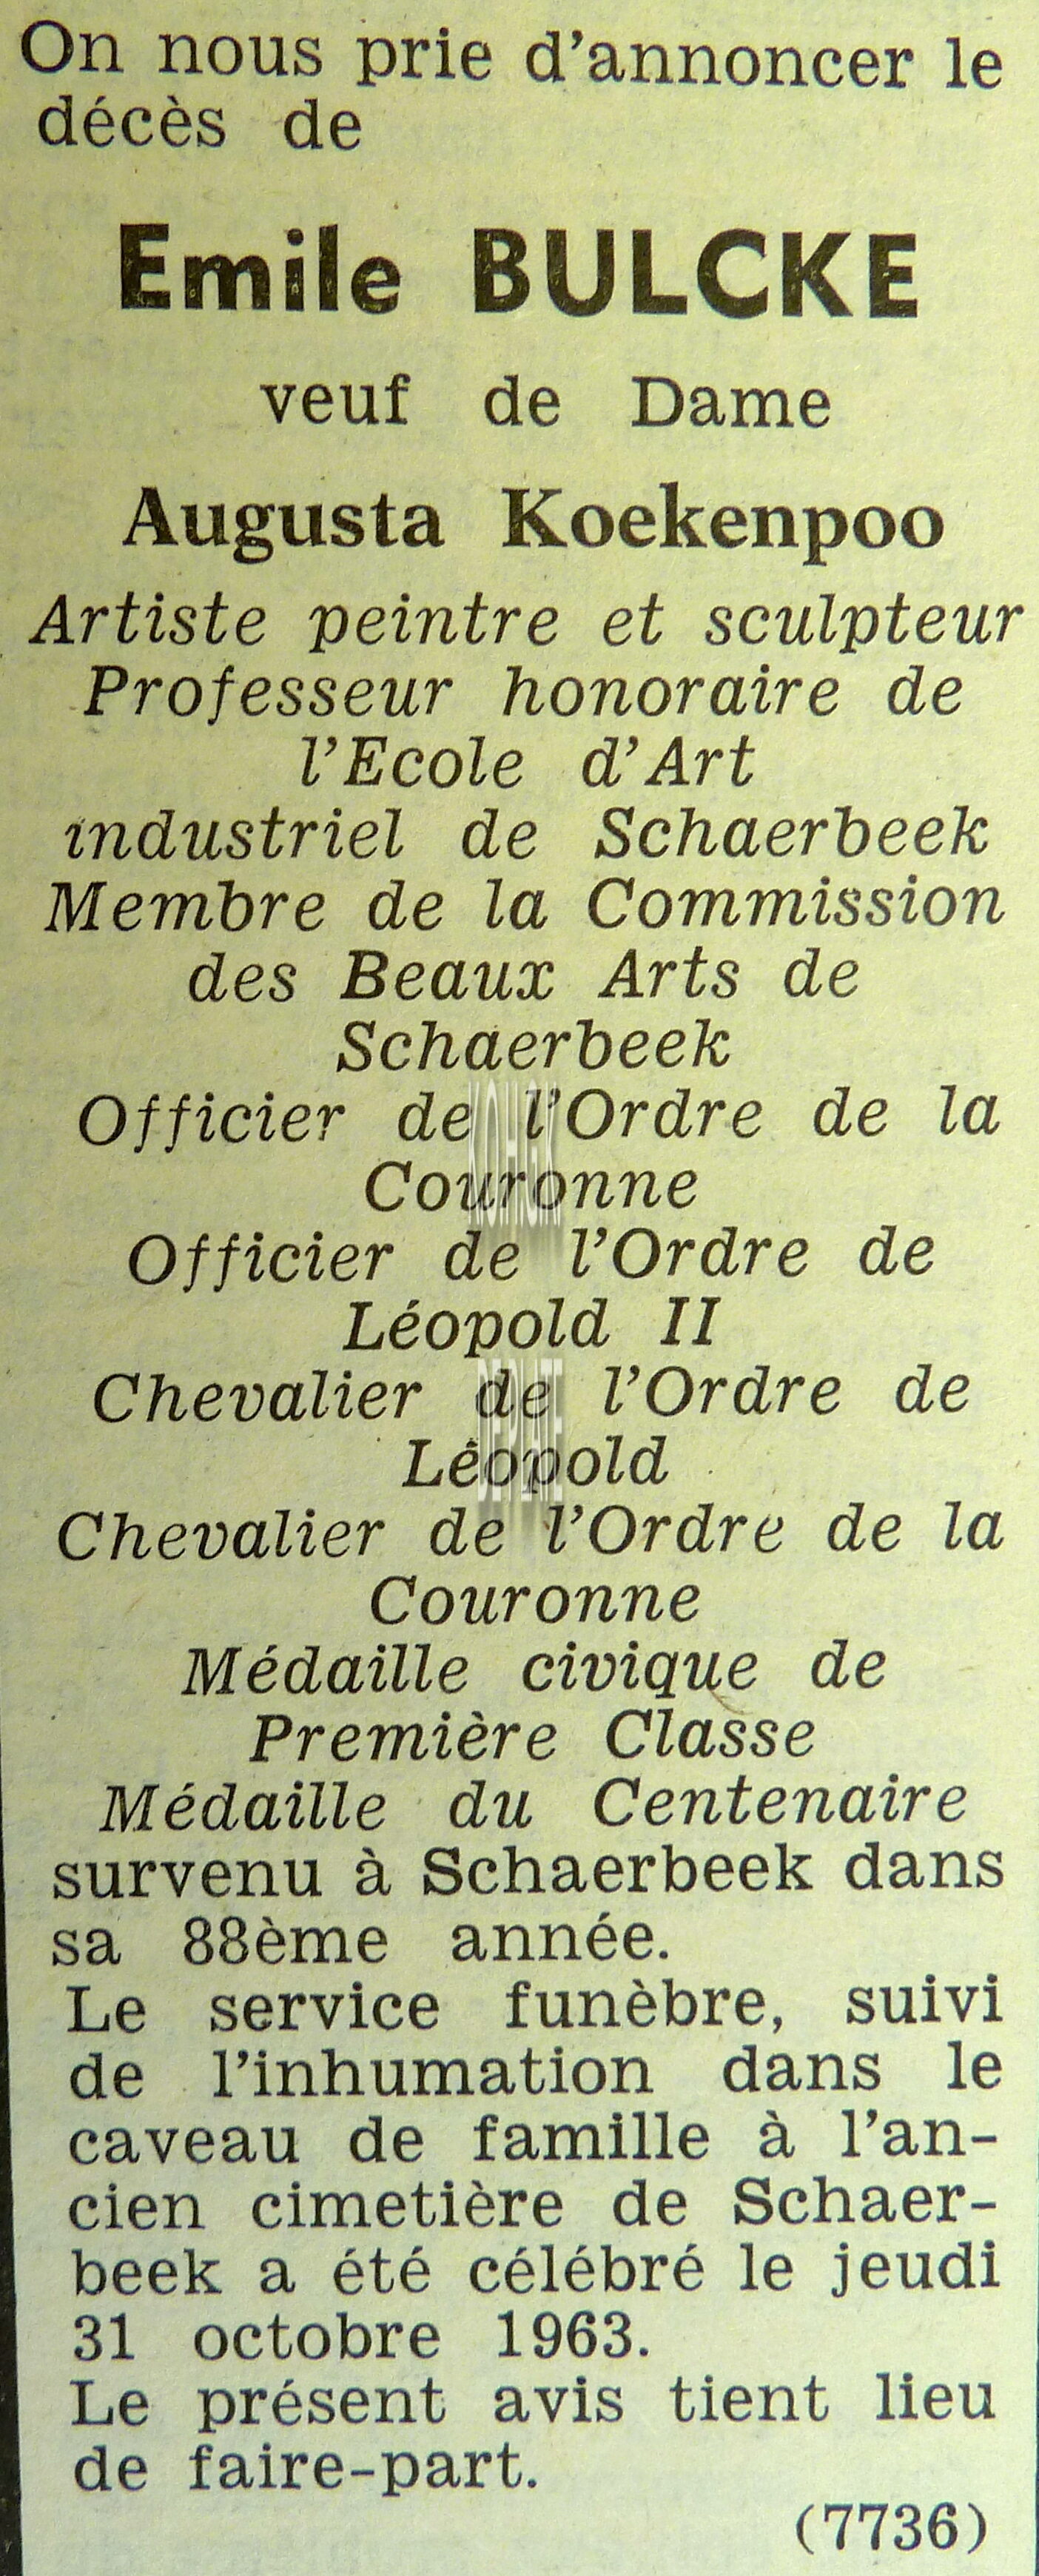 On nous prie d'annoncer le
décès de
Emile BULCKE
veuf de Dame
Augusta Koekenpoo
Artiste peintre et sculpteur
Professeur honoraire de
l'Ecole d'Art
industriel de Schaerbeek
Membre de la Commission
des Beaux Arts de
Schaerbeek
Officier de l'Ordre de la
Couronne
Officier de l'Ordre de
Léopold II
Chevalier de l'Ordre de
Léopold
Chevalier de l'Ordre de la
Couronne
Médaille civique de
Première Classe
Médaille du Centenaire
survenu à Schaerbeek dans
sa 88ème année.
Le service funèbre, suivi
de l'inhumation dans le
caveau de famille à l'an-
cien cimetière de Schaer-
beek a été célébré le jeudi
31 octobre 1963.
Le présent avis tient lieu
de faire-part.
(7736)